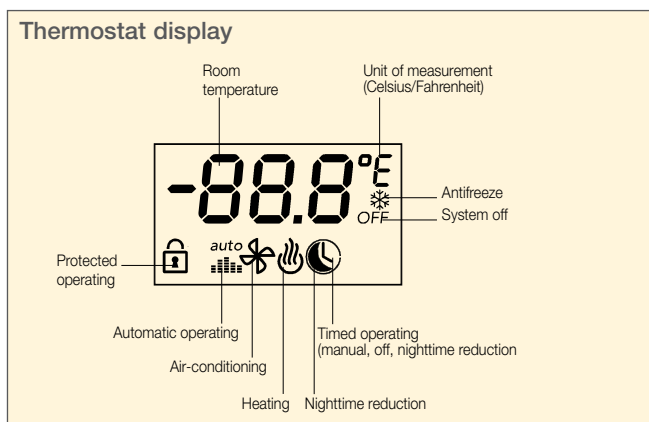 Thermostat display
Room
temperature
Unit of measurement
(Celsius/Fahrenheit)
-88.8°E
Antifreeze
OFF
System off
Protected
operating
auto
Automatic operating
Timed operating
(manual, off, nighttime reduction
Air-conditioning
Heating
Nighttime reduction